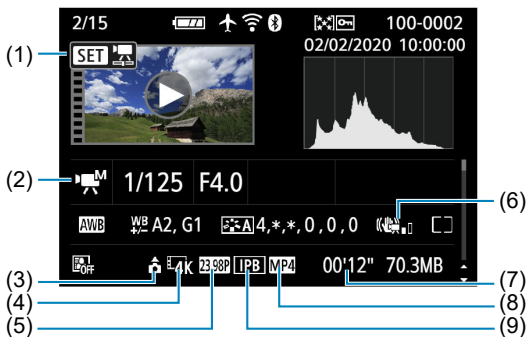 2/15 100-0002
02/02/2020 10:00:00
(1) SET
(2) M 1/125 F4.0
(6)
AWB WB +/- A2, G1 A 4,*,*,0,0,0
OFF 4K 23.98P IPB MP4 00'12" 70.3MB
(3)
(4)
(5)
(7)
(8)
(9)